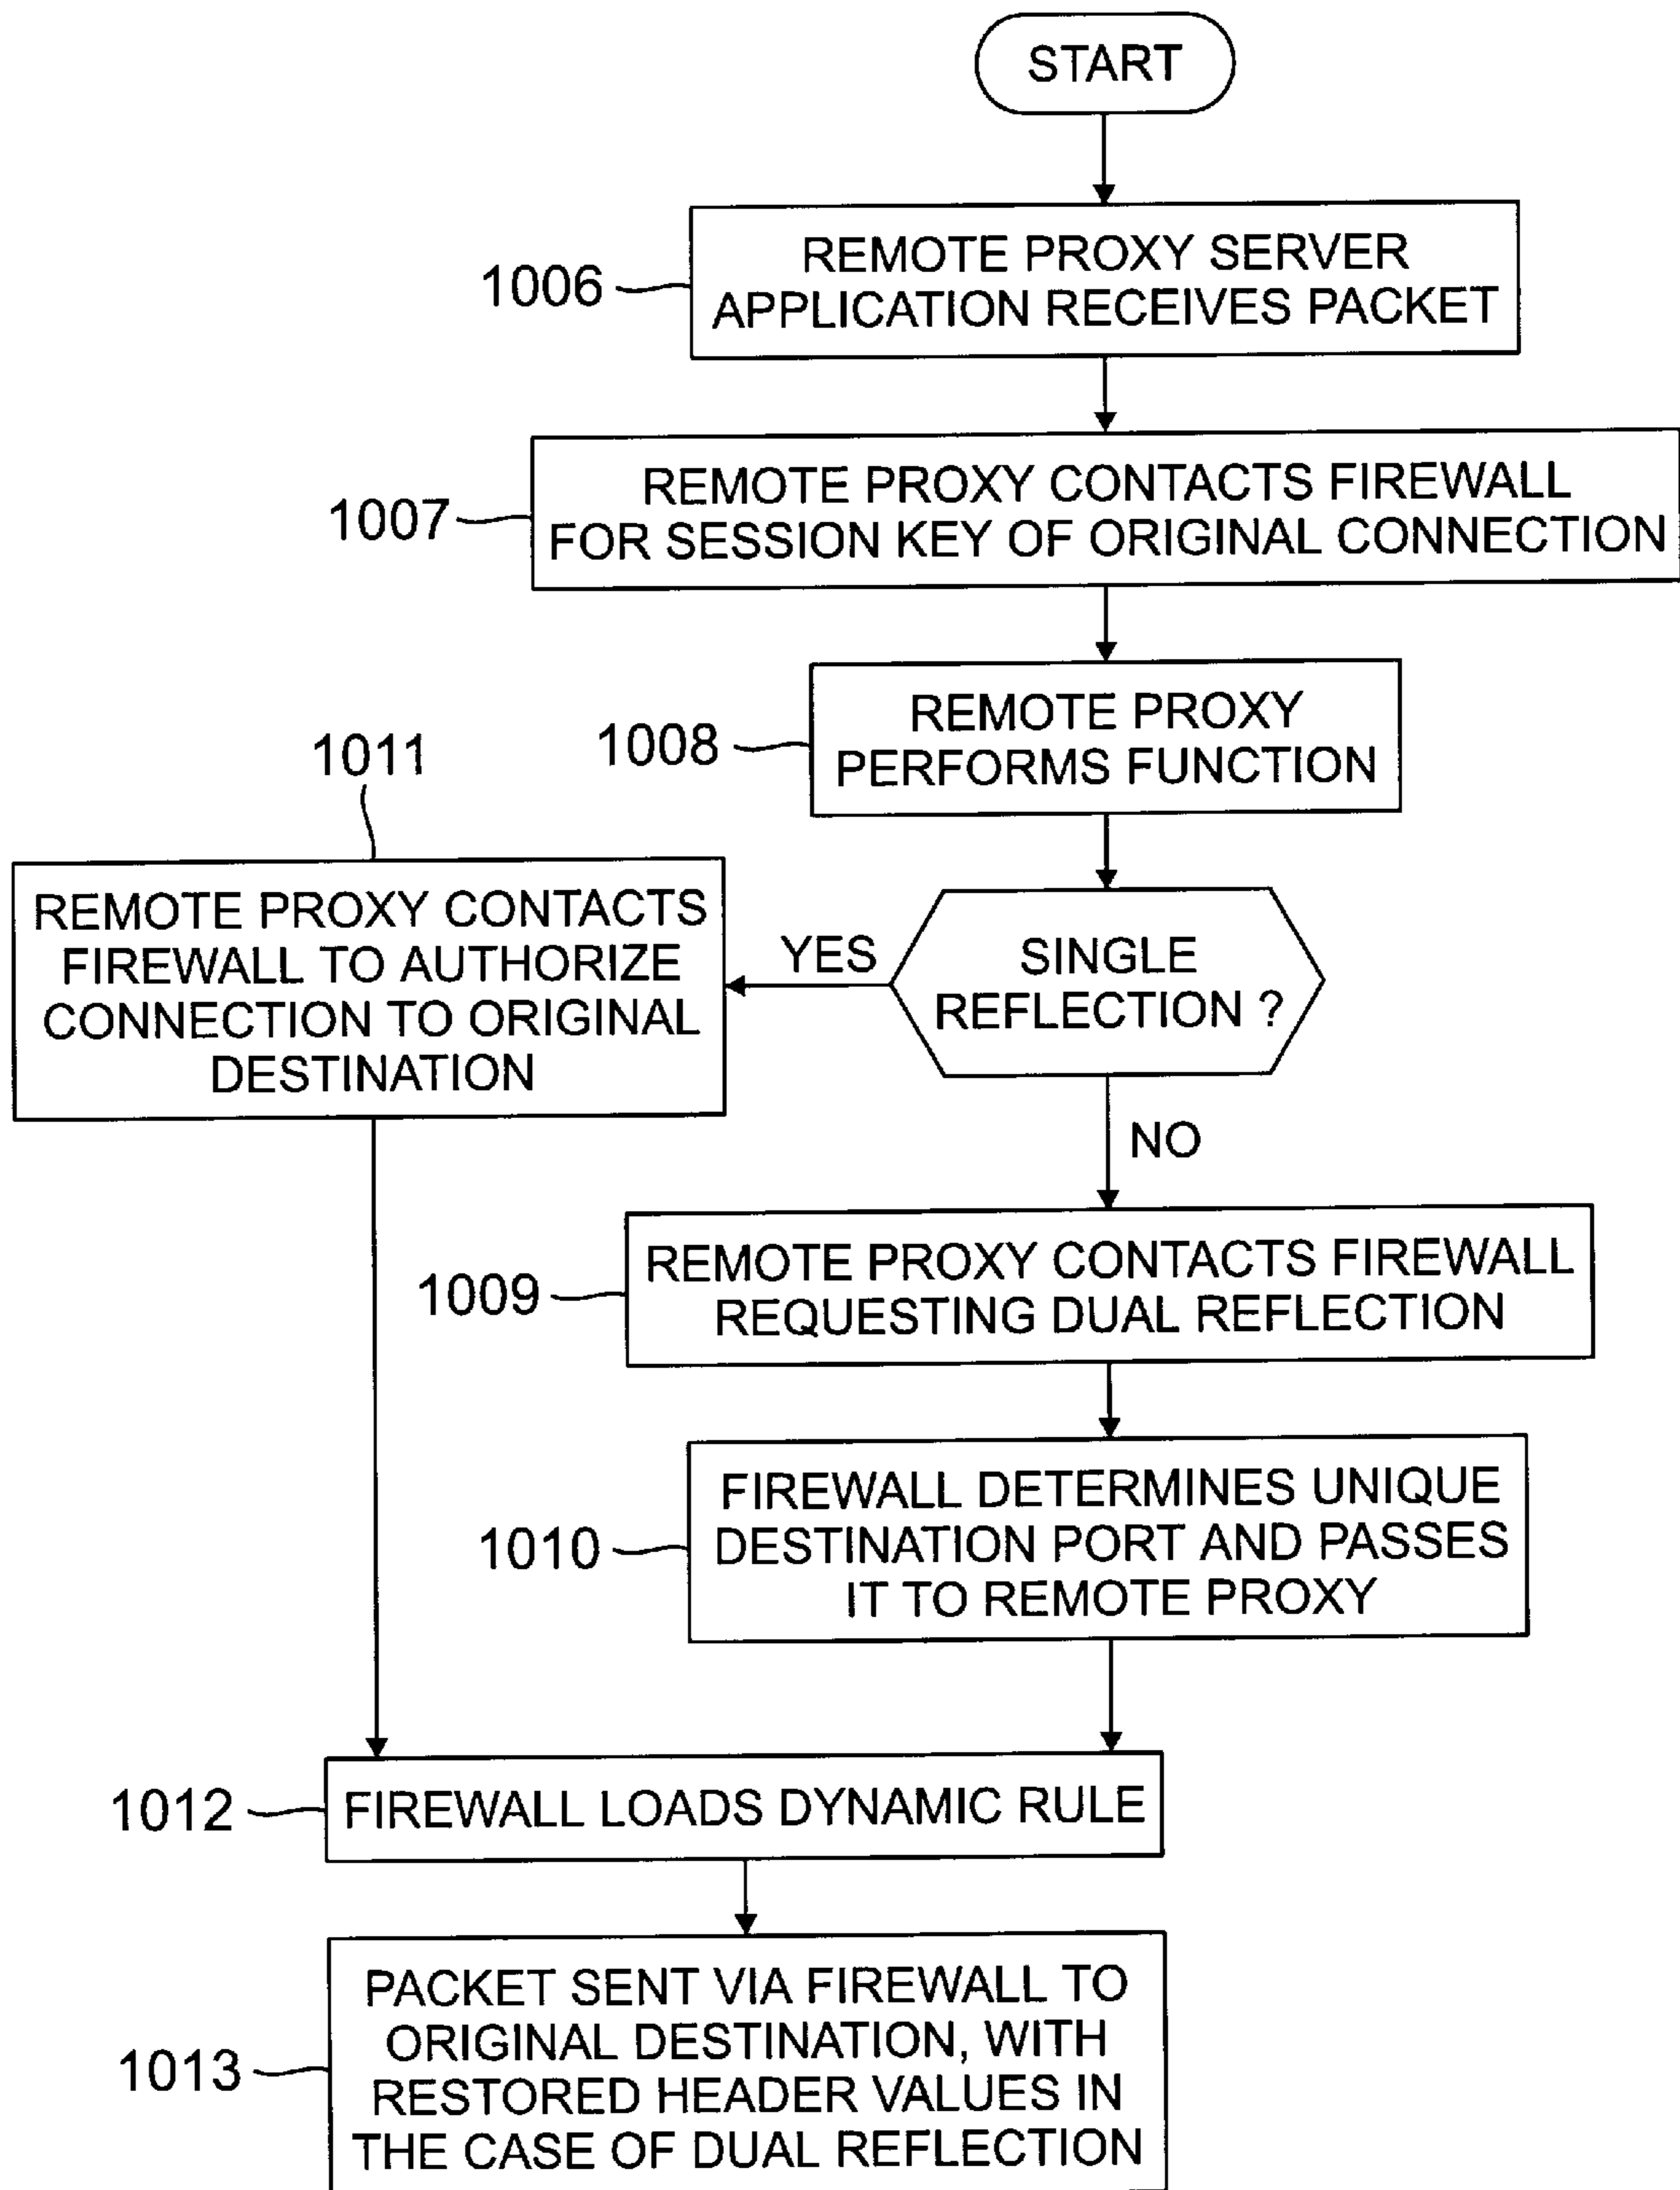 START
1006
REMOTE PROXY SERVER
APPLICATION RECEIVES PACKET
1007
REMOTE PROXY CONTACTS FIREWALL
FOR SESSION KEY OF ORIGINAL CONNECTION
1008
REMOTE PROXY
PERFORMS FUNCTION
SINGLE
REFLECTION ?
YES
1011
REMOTE PROXY CONTACTS
FIREWALL TO AUTHORIZE
CONNECTION TO ORIGINAL
DESTINATION
NO
1009
REMOTE PROXY CONTACTS FIREWALL
REQUESTING DUAL REFLECTION
1010
FIREWALL DETERMINES UNIQUE
DESTINATION PORT AND PASSES
IT TO REMOTE PROXY
1012
FIREWALL LOADS DYNAMIC RULE
1013
PACKET SENT VIA FIREWALL TO
ORIGINAL DESTINATION, WITH
RESTORED HEADER VALUES IN
THE CASE OF DUAL REFLECTION